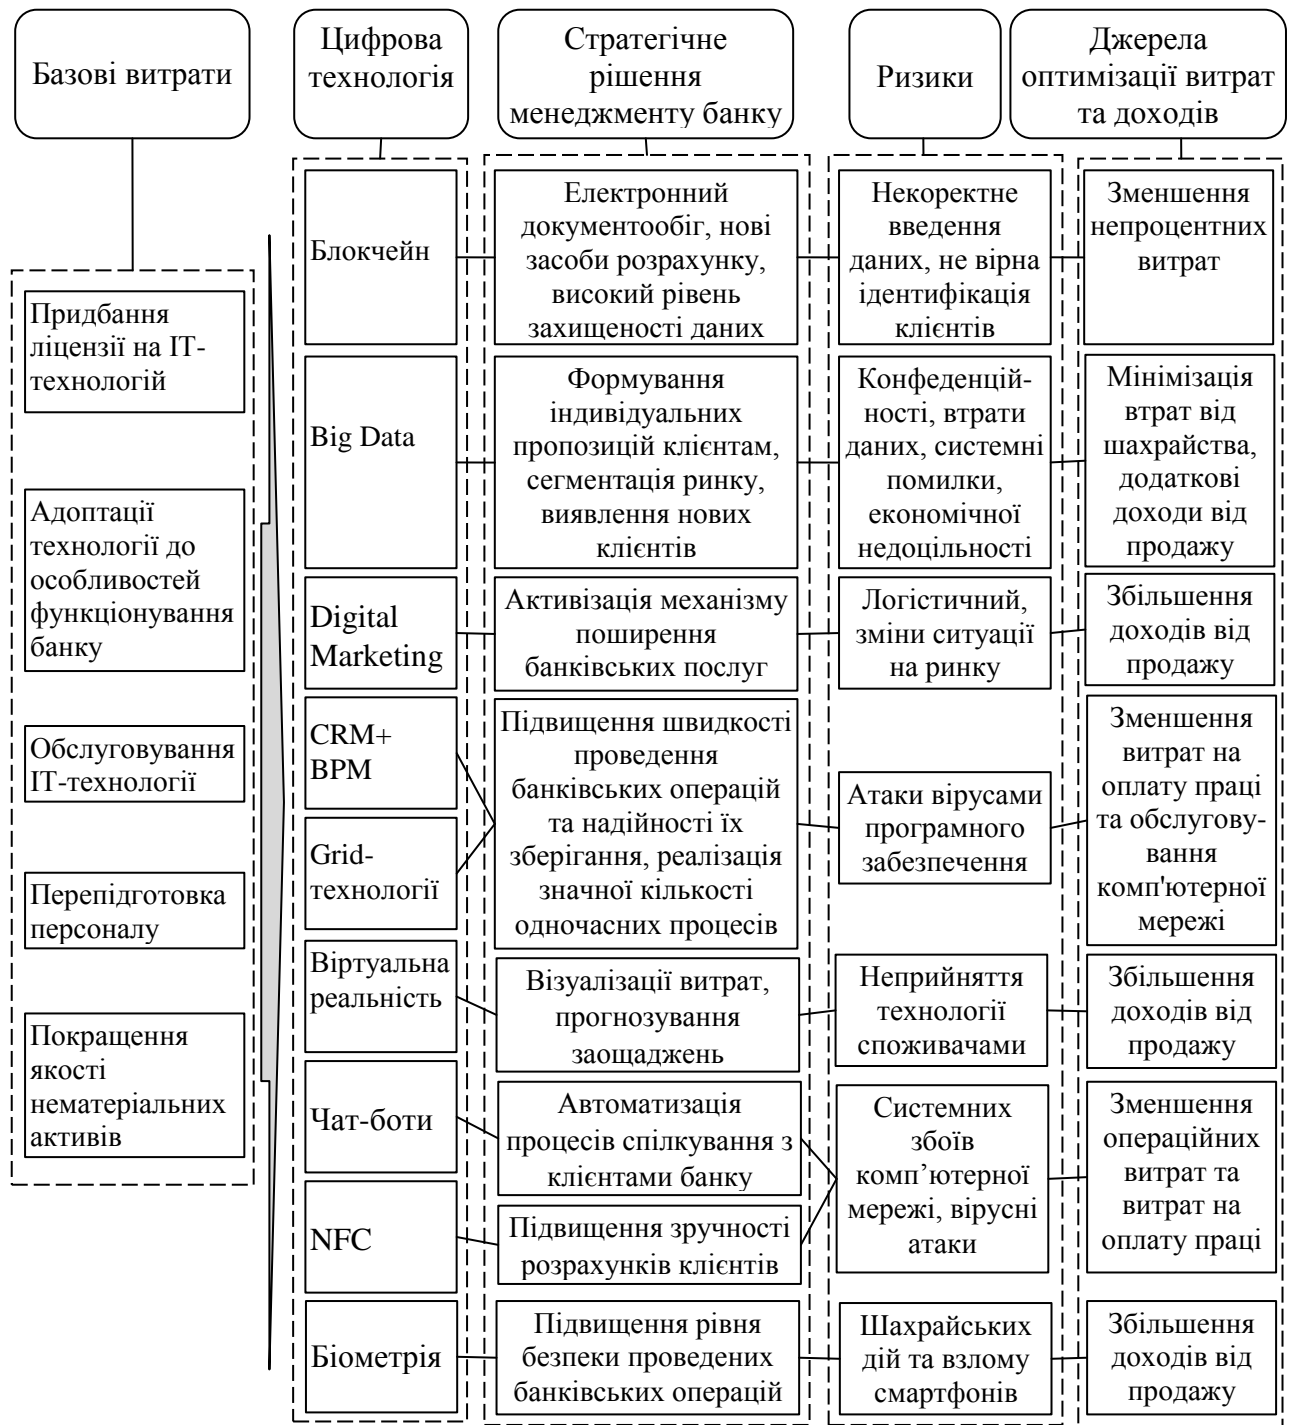 Базові витрати
Цифрова
технологія
Стратегічне
рішення
менеджменту банку
Ризики
Джерела
оптимізації витрат
та доходів
Придбання
ліцензії на ІТ-
технологій
Адоптації
технології до
особливостей
функціонування
банку
Обслуговування
ІТ-технології
Перепідготовка
персоналу
Покращення
якості
нематеріальних
активів
Блокчейн
Електронний
документообіг, нові
засоби розрахунку,
високий рівень
захищеності даних
Некоректне
введення
даних, не вірна
ідентифікація
клієнтів
Зменшення
непроцентних
витрат
Big Data
Формування
індивідуальних
пропозицій клієнтам,
сегментація ринку,
виявлення нових
клієнтів
Конфеденцій-
ності, втрати
даних, системні
помилки,
економічної
недоцільності
Мінімізація
втрат від
шахрайства,
додаткові
доходи від
продажу
Digital
Marketing
Активізація механізму
поширення
банківських послуг
Логістичний,
зміни ситуації
на ринку
Збільшення
доходів від
продажу
CRM+
BPM
Grid-
технології
Підвищення швидкості
проведення
банківських операцій
та надійності їх
зберігання, реалізація
значної кількості
одночасних процесів
Атаки вірусами
програмного
забезпечення
Зменшення
витрат на
оплату праці
та обслугову-
вання
комп'ютерної
мережі
Віртуальна
реальність
Візуалізації витрат,
прогнозування
заощаджень
Неприйняття
технології
споживачами
Збільшення
доходів від
продажу
Чат-боти
Автоматизація
процесів спілкування з
клієнтами банку
NFC
Підвищення зручності
розрахунків клієнтів
Системних
збоїв
комп’ютерної
мережі, вірусні
атаки
Зменшення
операційних
витрат та
витрат на
оплату праці
Біометрія
Підвищення рівня
безпеки проведених
банківських операцій
Шахрайських
дій та взлому
смартфонів
Збільшення
доходів від
продажу